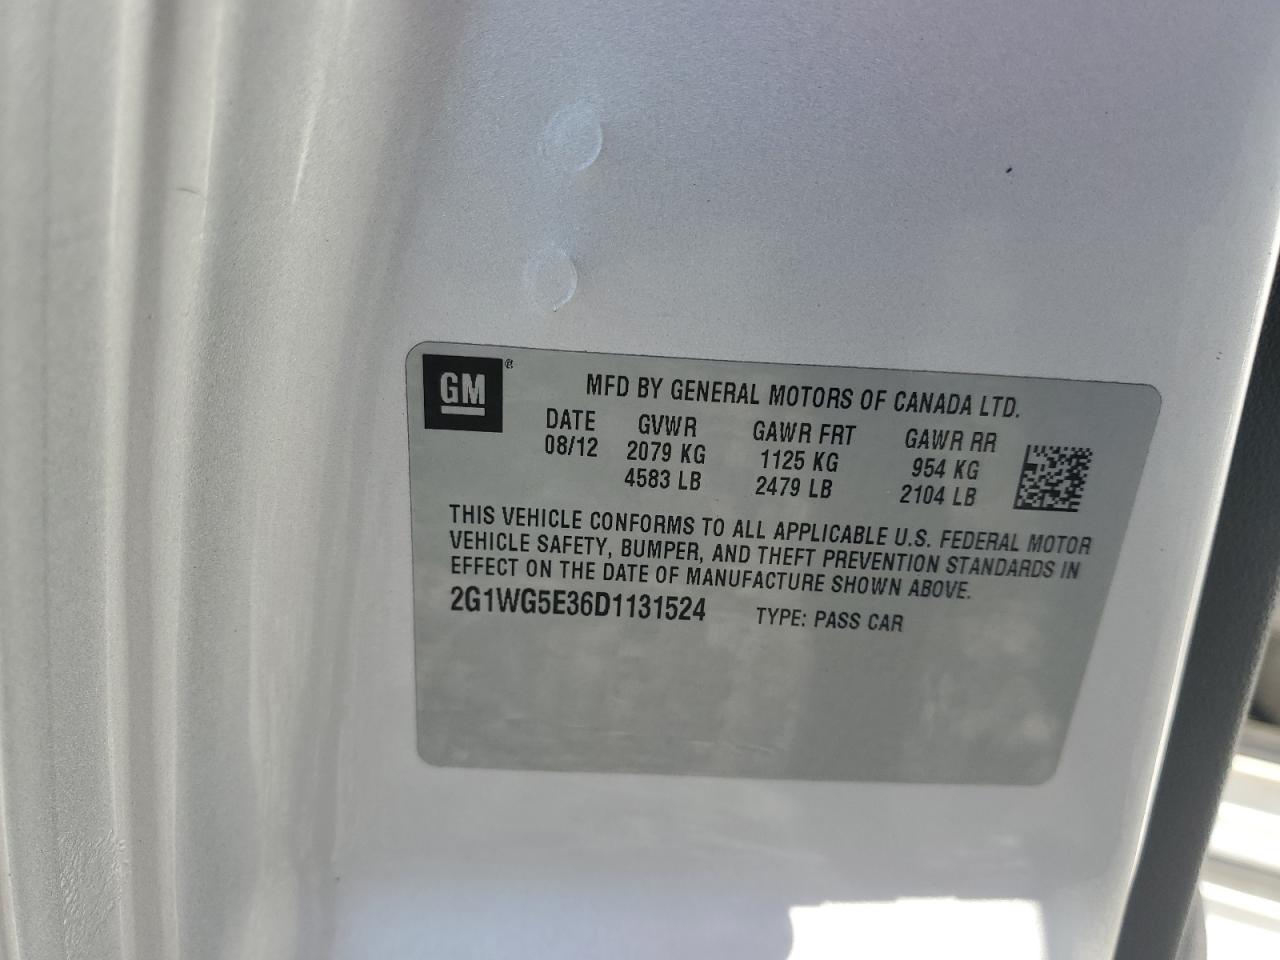 GM®
MFD BY GENERAL MOTORS OF CANADA LTD.
DATE GVWR GAWR FRT GAWR RR
08/12 2079 KG 1125 KG 954 KG
4583 LB 2479 LB 2104 LB
THIS VEHICLE CONFORMS TO ALL APPLICABLE U.S. FEDERAL MOTOR
VEHICLE SAFETY, BUMPER, AND THEFT PREVENTION STANDARDS IN
EFFECT ON THE DATE OF MANUFACTURE SHOWN ABOVE.
2G1WG5E36D1131524 TYPE: PASS CAR